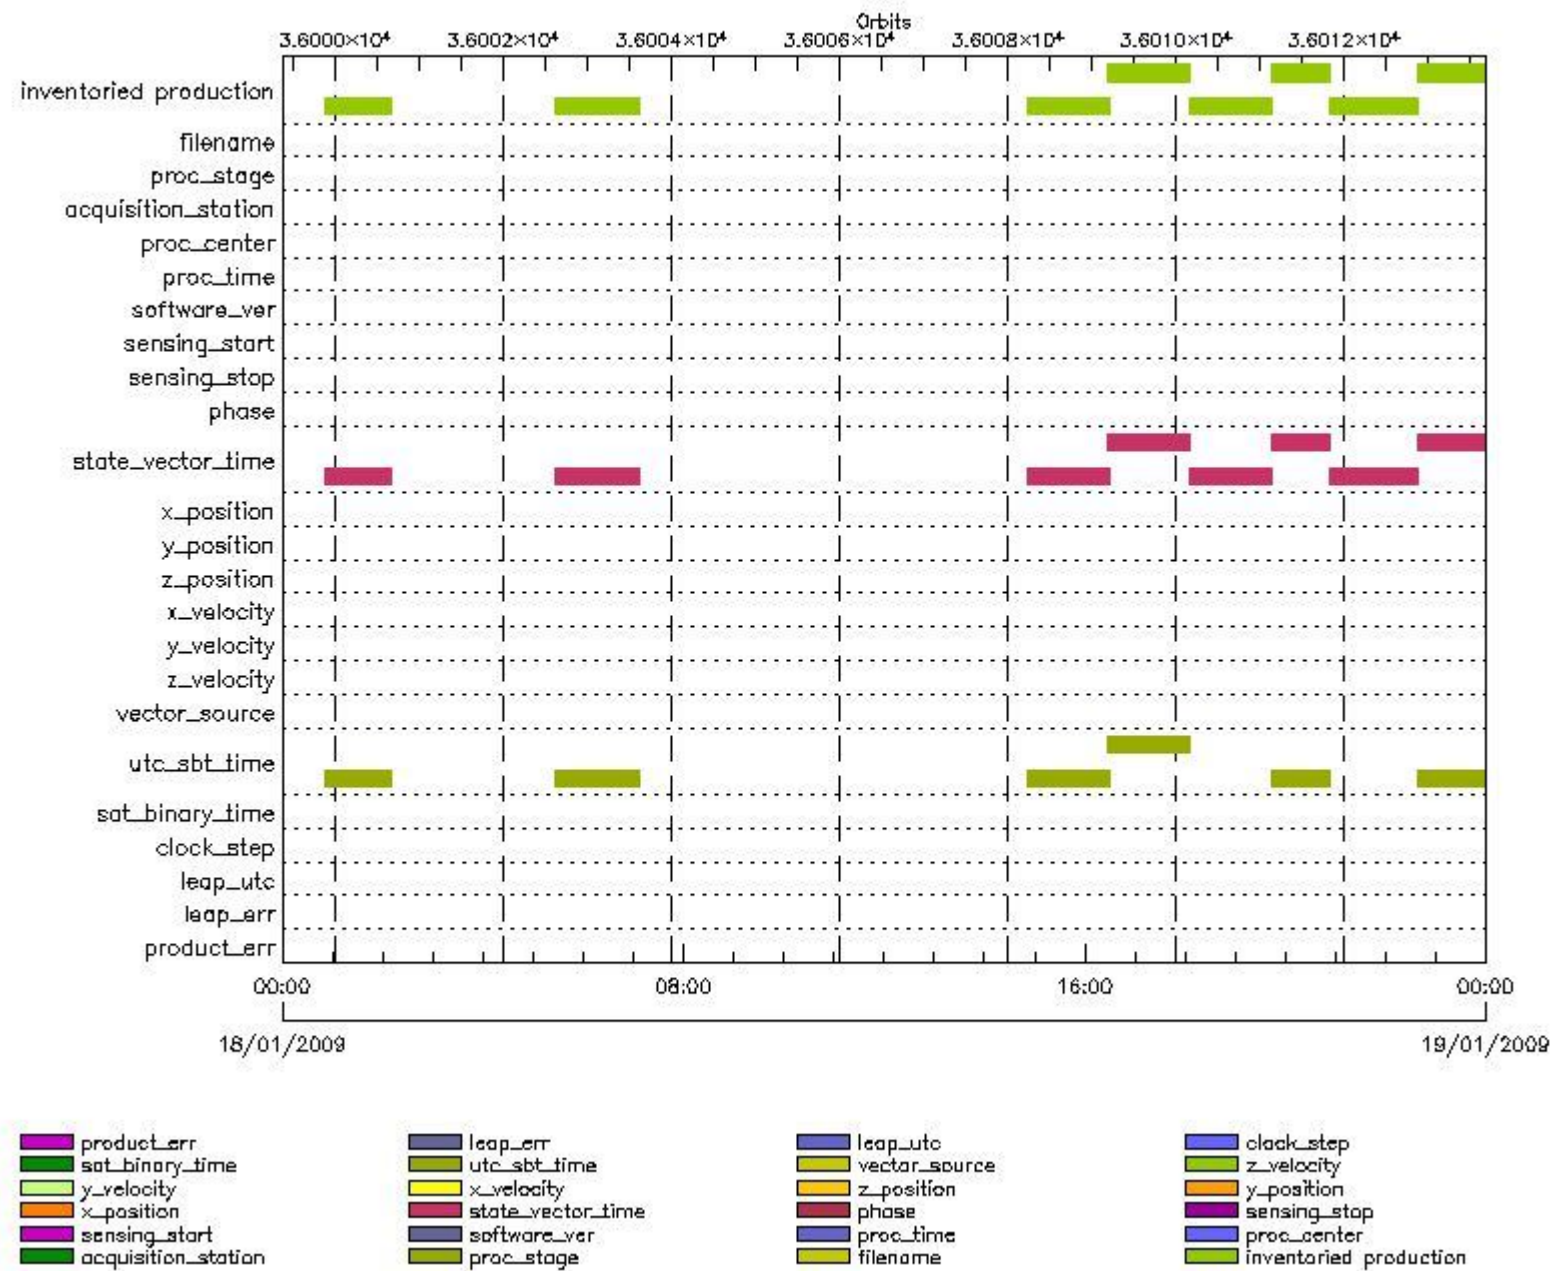 Orbits
3.6000×10⁴ 3.6002×10⁴ 3.6004×10⁴ 3.6006×10⁴ 3.6008×10⁴ 3.6010×10⁴ 3.6012×10⁴
inventoried production
filename
proc_stage
acquisition_station
proc_center
proc_time
software_ver
sensing_start
sensing_stop
phase
state_vector_time
x_position
y_position
z_position
x_velocity
y_velocity
z_velocity
vector_source
utc_sbt_time
sat_binary_time
clock_step
leap_utc
leap_err
product_err
00:00 08:00 16:00 00:00
18/01/2009 19/01/2009
product_err leap_err leap_utc clock_step
sat_binary_time utc_sbt_time vector_source z_velocity
y_velocity x_velocity z_position y_position
x_position state_vector_time phase sensing_stop
sensing_start software_ver proc_time proc_center
acquisition_station proc_stage filename inventoried production